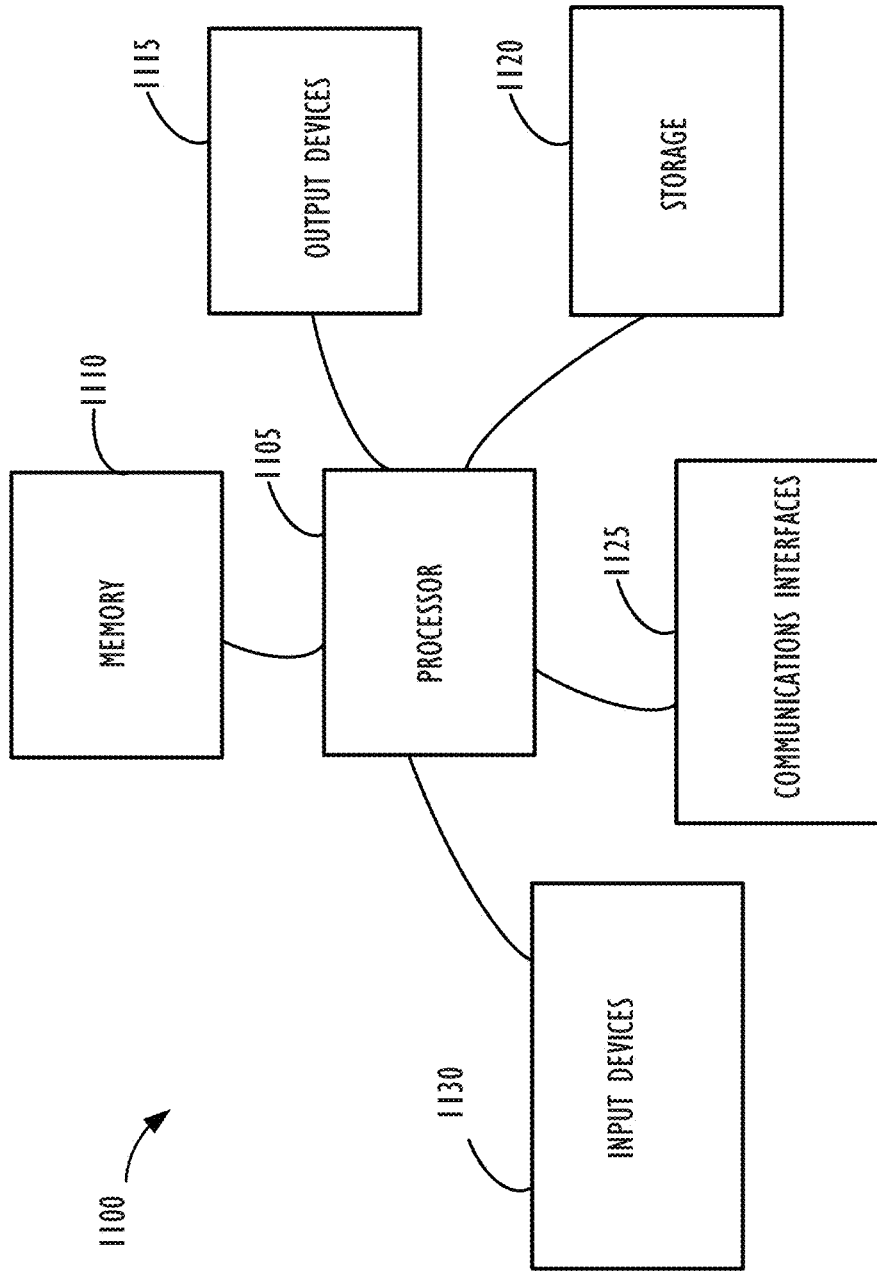 1100
MEMORY
1110
1105
PROCESSOR
OUTPUT DEVICES
1115
1120
STORAGE
1125
COMMUNICATIONS INTERFACES
1130
INPUT DEVICES